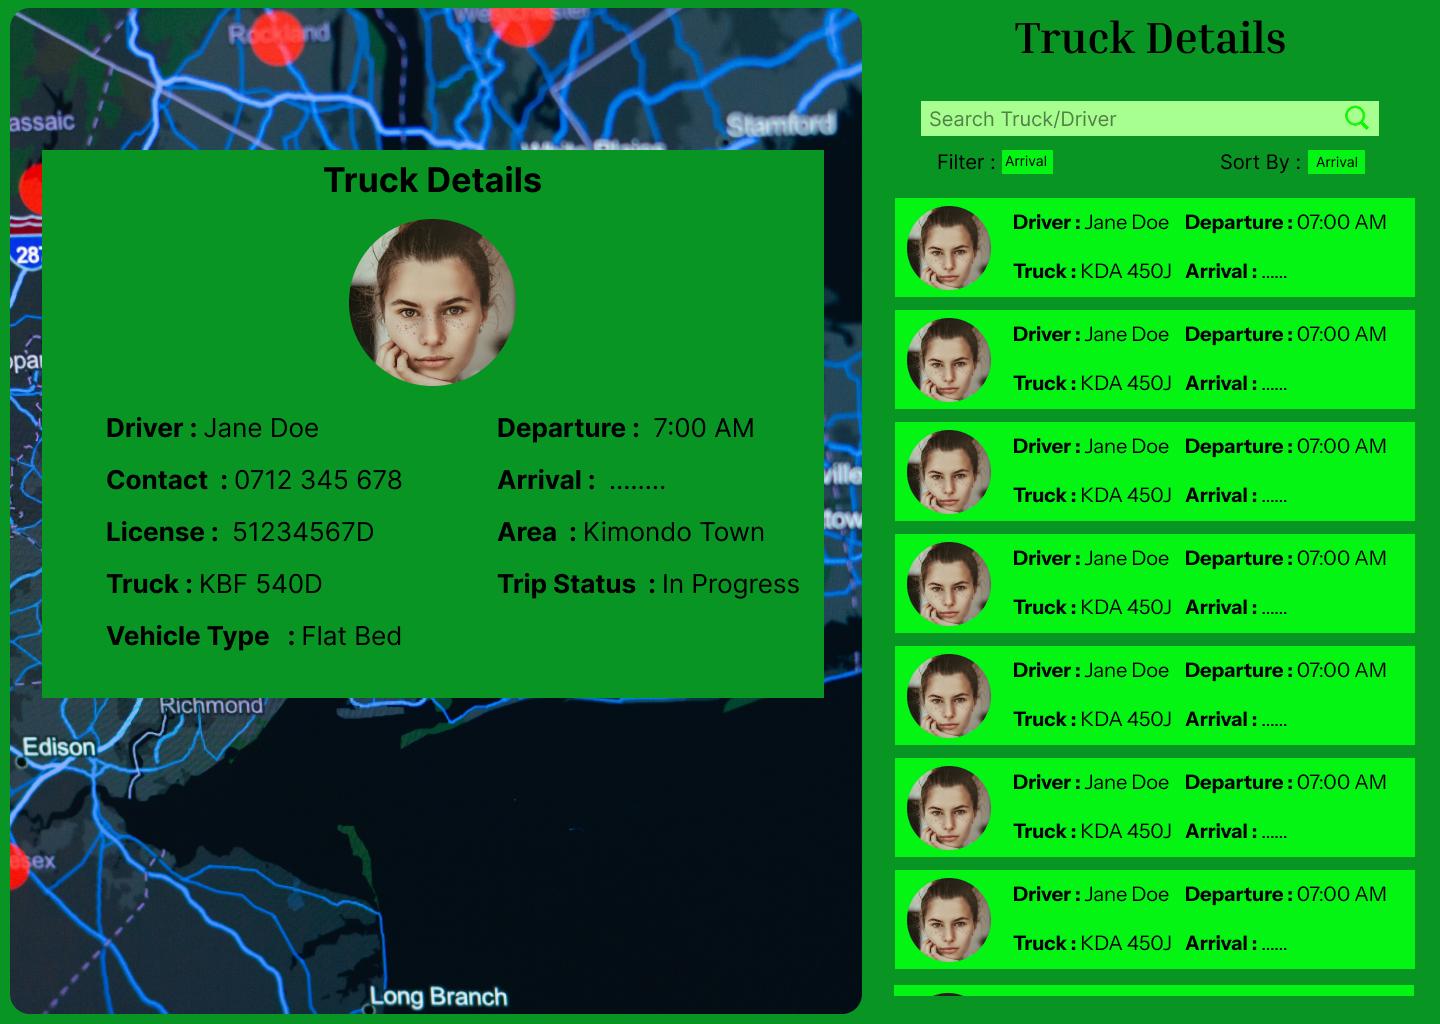 Rockland
Westchester
assaic
Stamford
White Plains
287
opar
Truck Details
Driver : Jane Doe
Departure : 7:00 AM
Contact : 0712 345 678
Arrival : ........
License : 51234567D
Area : Kimondo Town
Truck : KBF 540D
Trip Status : In Progress
Vehicle Type : Flat Bed
ville
tow
Richmond
Edison
esex
Long Branch
Truck Details
Search Truck/Driver
Filter : Arrival
Sort By : Arrival
Driver : Jane Doe Departure : 07:00 AM
Truck : KDA 450J Arrival : ......
Driver : Jane Doe Departure : 07:00 AM
Truck : KDA 450J Arrival : ......
Driver : Jane Doe Departure : 07:00 AM
Truck : KDA 450J Arrival : ......
Driver : Jane Doe Departure : 07:00 AM
Truck : KDA 450J Arrival : ......
Driver : Jane Doe Departure : 07:00 AM
Truck : KDA 450J Arrival : ......
Driver : Jane Doe Departure : 07:00 AM
Truck : KDA 450J Arrival : ......
Driver : Jane Doe Departure : 07:00 AM
Truck : KDA 450J Arrival : ......